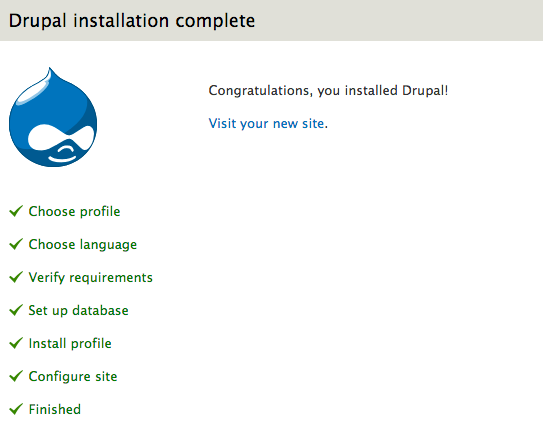 Drupal installation complete
Congratulations, you installed Drupal!
Visit your new site.
Choose profile
Choose language
Verify requirements
Set up database
Install profile
Configure site
Finished